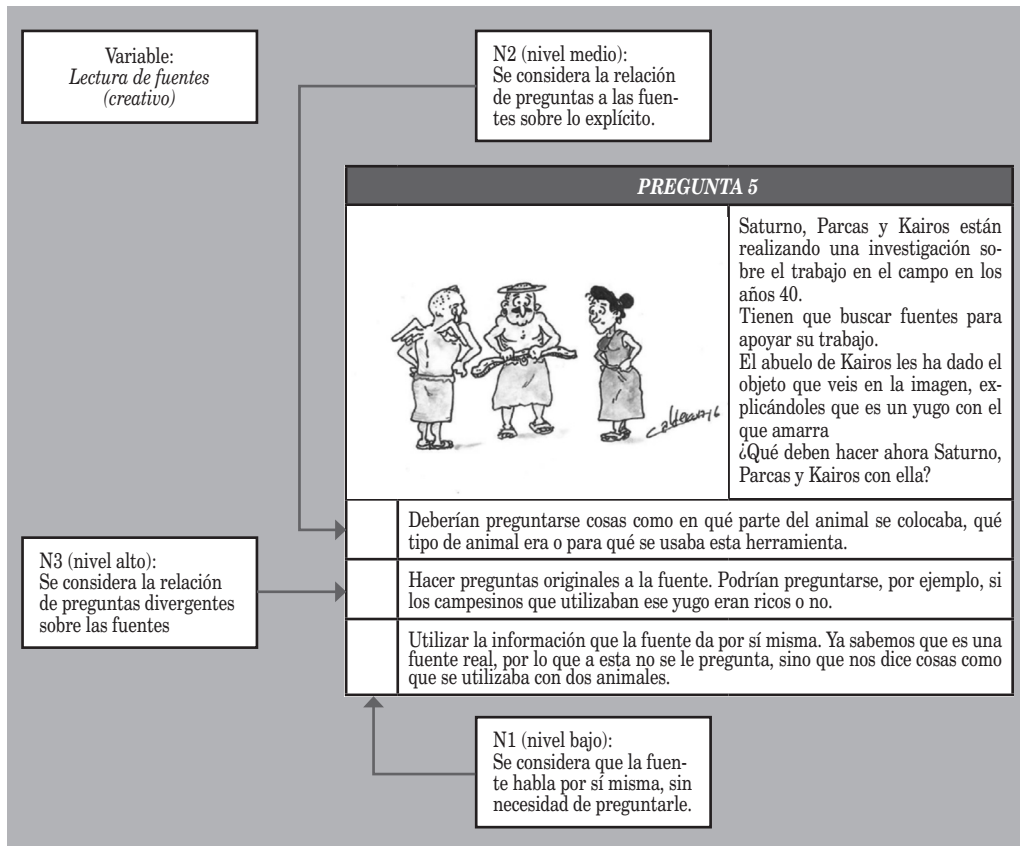 Variable:
Lectura de fuentes
(creativo)
N2 (nivel medio):
Se considera la relación
de preguntas a las fuen-
tes sobre lo explícito.
PREGUNTA 5
Saturno, Parcas y Kairos están
realizando una investigación so-
bre el trabajo en el campo en los
años 40.
Tienen que buscar fuentes para
apoyar su trabajo.
El abuelo de Kairos les ha dado el
objeto que veis en la imagen, ex-
plicándoles que es un yugo con el
que amarra
¿Qué deben hacer ahora Saturno,
Parcas y Kairos con ella?
Deberían preguntarse cosas como en qué parte del animal se colocaba, qué
tipo de animal era o para qué se usaba esta herramienta.
N3 (nivel alto):
Se considera la relación
de preguntas divergentes
sobre las fuentes
Hacer preguntas originales a la fuente. Podrían preguntarse, por ejemplo, si
los campesinos que utilizaban ese yugo eran ricos o no.
Utilizar la información que la fuente da por sí misma. Ya sabemos que es una
fuente real, por lo que a esta no se le pregunta, sino que nos dice cosas como
que se utilizaba con dos animales.
N1 (nivel bajo):
Se considera que la fuen-
te habla por sí misma, sin
necesidad de preguntarle.